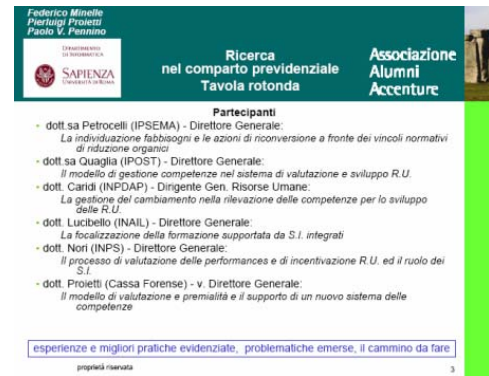 Federico Minelle
Pierluigi Proietti
Paolo V. Pennino
DIPARTIMENTO
DI INFORMATICA
SAPIENZA
UNIVERSITÀ DI ROMA
Ricerca
nel comparto previdenziale
Tavola rotonda
Associazione
Alumni
Accenture
Partecipanti
• dott.sa Petrocelli (IPSEMA) - Direttore Generale:
La individuazione fabbisogni e le azioni di riconversione a fronte dei vincoli normativi
di riduzione organici
• dott.sa Quaglia (IPOST) - Direttore Generale:
Il modello di gestione competenze nel sistema di valutazione e sviluppo R.U.
• dott. Caridi (INPDAP) - Dirigente Gen. Risorse Umane:
La gestione del cambiamento nella rilevazione delle competenze per lo sviluppo
delle R.U.
• dott. Lucibello (INAIL) - Direttore Generale:
La focalizzazione della formazione supportata da S.I. integrati
• dott. Nori (INPS) - Direttore Generale:
Il processo di valutazione delle performances e di incentivazione R.U. ed il ruolo dei
S.I.
• dott. Proietti (Cassa Forense) - v. Direttore Generale:
Il modello di valutazione e premialità e il supporto di un nuovo sistema delle
competenze
esperienze e migliori pratiche evidenziate, problematiche emerse, il cammino da fare
proprietà riservata
3